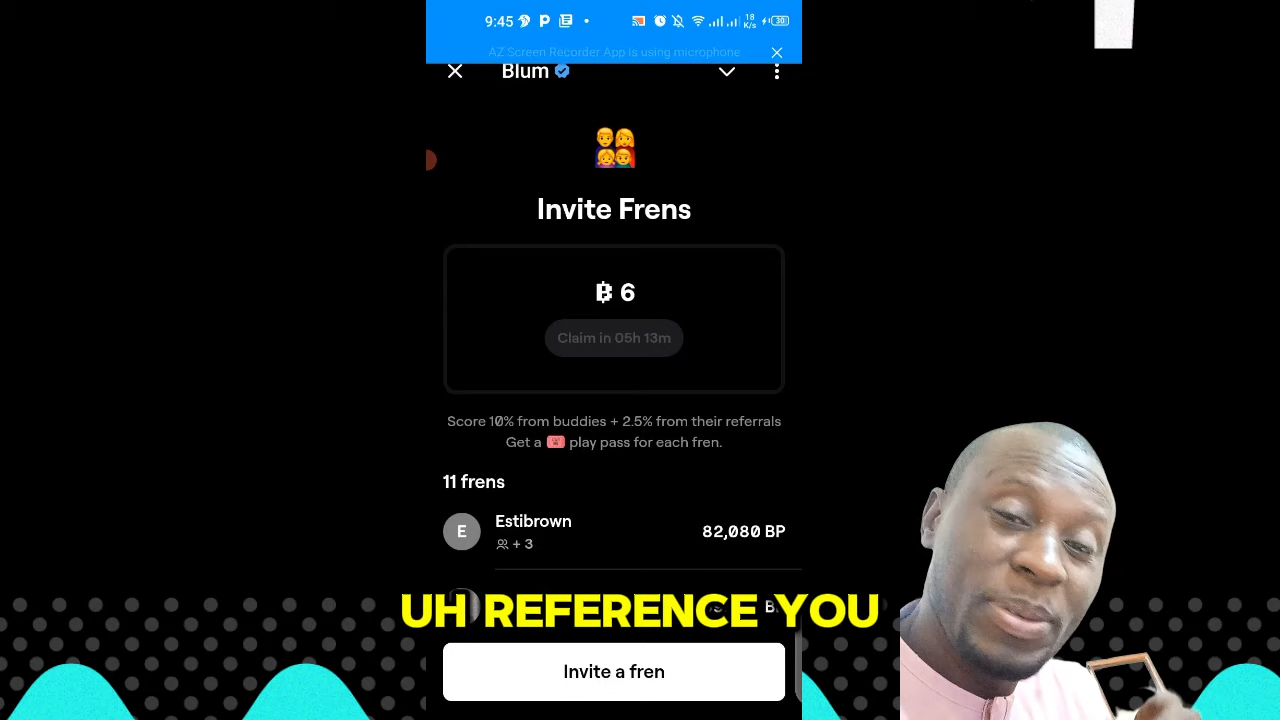 9:45
18
K/s
30
AZ Screen Recorder App is using microphone
Blum
Invite Frens
6
Claim in 05h 13m
Score 10% from buddies + 2.5% from their referrals
Get a play pass for each fren.
11 frens
E
Estibrown
82,080 BP
+ 3
UH REFERENCE YOU
Invite a fren